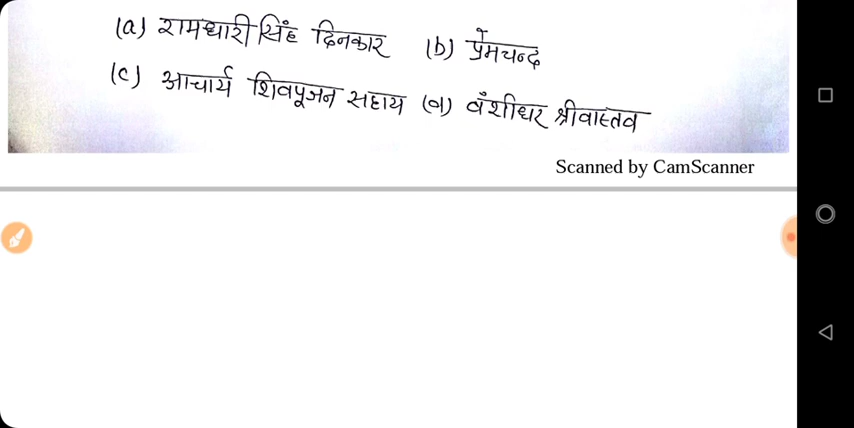 (a) रामधारी सिंह दिनकार (b) प्रेमचन्द
(c) आचार्य शिवपूजन सहाय (d) वंशीधर श्रीवास्तव
Scanned by CamScanner